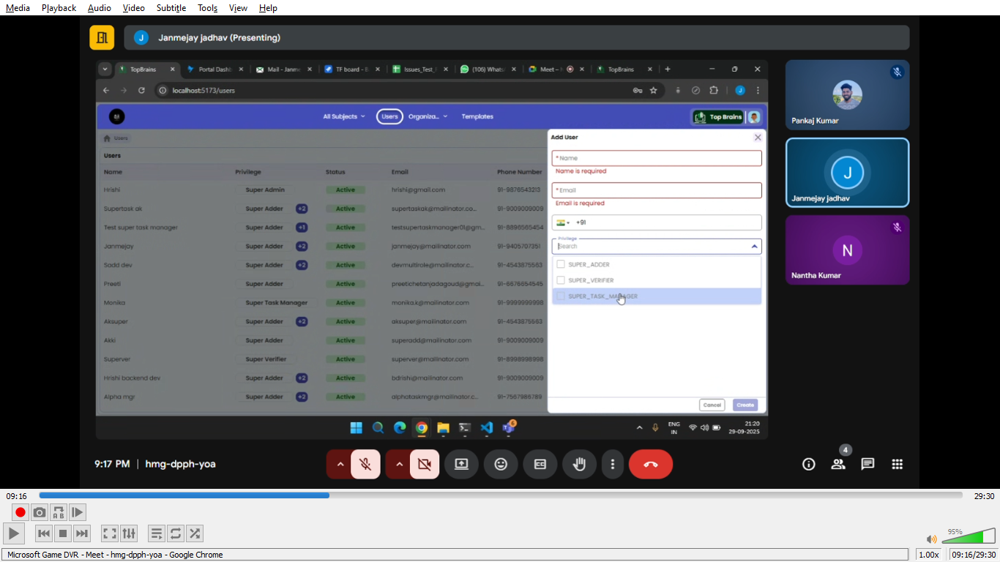 Media Playback Audio Video Subtitle Tools View Help
J Janmejay jadhav (Presenting)
TopBrains Portal Dashb Mail - Janme TF board - B Issues_Test_ (106) Whats Meet – TopBrains
localhost:5173/users
All Subjects Users Organiza... Templates Top Brains
Users
Users
Name Privilege Status Email Phone Number
Hrishi Super Admin Active hrishi@gmail.com 91-9876543213
Supertask ak Super Adder +2 Active supertaskak@mailinator.co... 91-9009009009
Test super task manager Super Adder +1 Active testsupertaskmanager01@gm... 91-8896565454
Janmejay Super Adder +2 Active janmejay@mailinator.com 91-9405707351
Sadd dev Super Adder +2 Active devmultirole@mailinator.c... 91-4543875563
Preeti Super Adder Active preetichetanjadagoud@gmai... 91-6676654545
Monika Super Task Manager Active monika.k@mailinator.com 91-9999999998
Aksuper Super Adder +2 Active aksuper@mailinator.com 91-4543875563
Akki Super Adder Active superadd@mailinator.com 91-9009009009
Superver Super Verifier Active superver@mailinator.com 91-8998998998
Hrishi backend dev Super Adder +2 Active bdrishi@mailinator.com 91-9009009009
Alpha mgr Super Adder +2 Active alphataskmgr@mailinator.c... 91-7567986789
Add User
* Name
Name is required
* Email
Email is required
+91
Privilege
Search
SUPER_ADDER
SUPER_VERIFIER
SUPER_TASK_MANAGER
Cancel Create
6
ENG
IN
21:20
29-09-2025
Pankaj Kumar
J
Janmejay jadhav
N
Nantha Kumar
9:17 PM | hmg-dpph-yoa
4
09:16 29:30
95%
Microsoft Game DVR - Meet - hmg-dpph-yoa - Google Chrome 1.00x 09:16/29:30